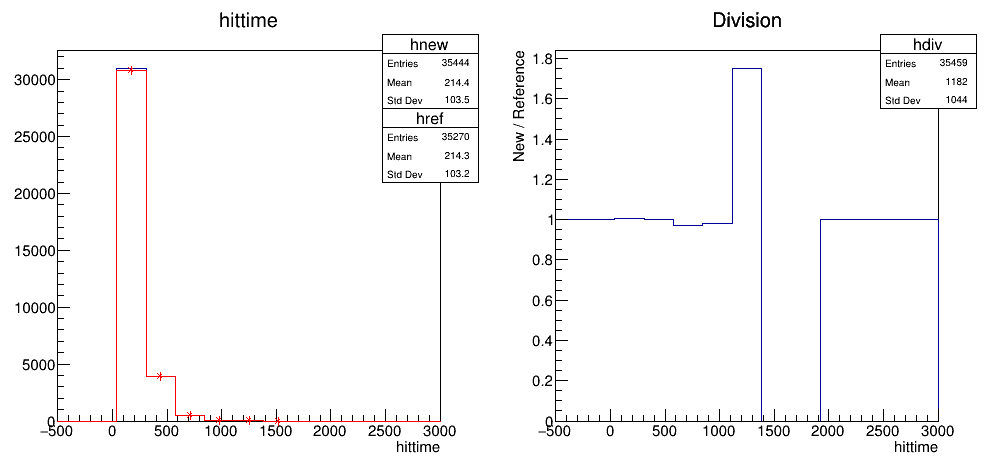 hittime
hnew
Entries 35444
Mean 214.4
Std Dev 103.5
href
Entries 35270
Mean 214.3
Std Dev 103.2
30000
25000
20000
15000
10000
5000
0
−500 0 500 1000 1500 2000 2500 3000
hittime
Division
hdiv
Entries 35459
Mean 1182
Std Dev 1044
New / Reference
1.8
1.6
1.4
1.2
1
0.8
0.6
0.4
0.2
0
−500 0 500 1000 1500 2000 2500 3000
hittime